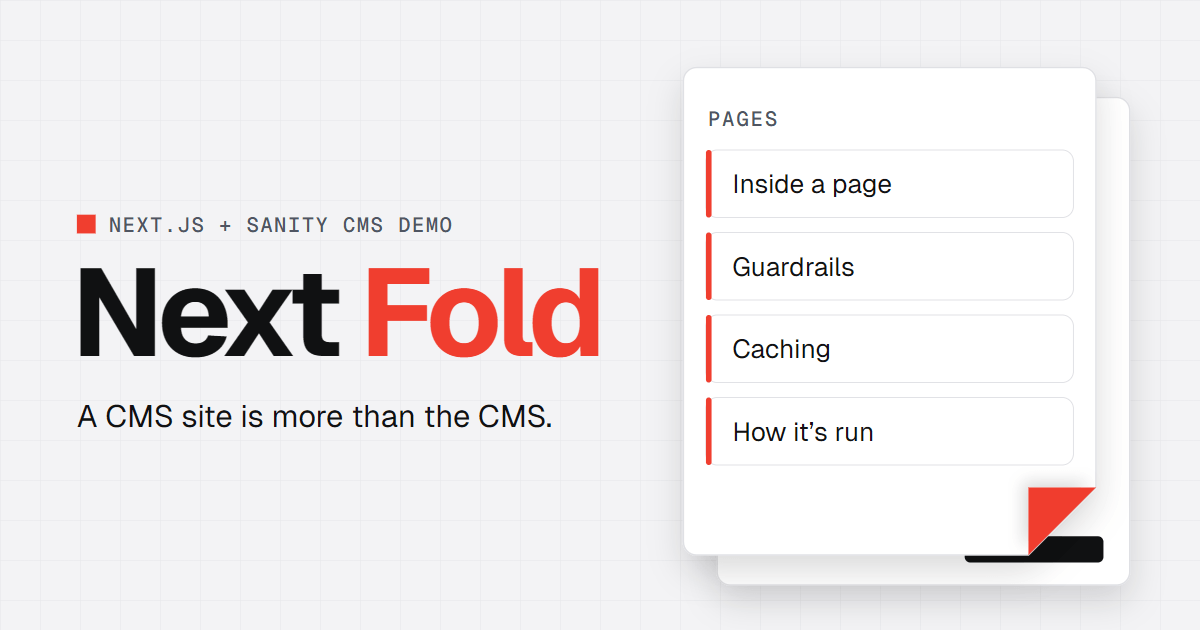 NEXT.JS + SANITY CMS DEMO
Next Fold
A CMS site is more than the CMS.
PAGES
Inside a page
Guardrails
Caching
How it’s run